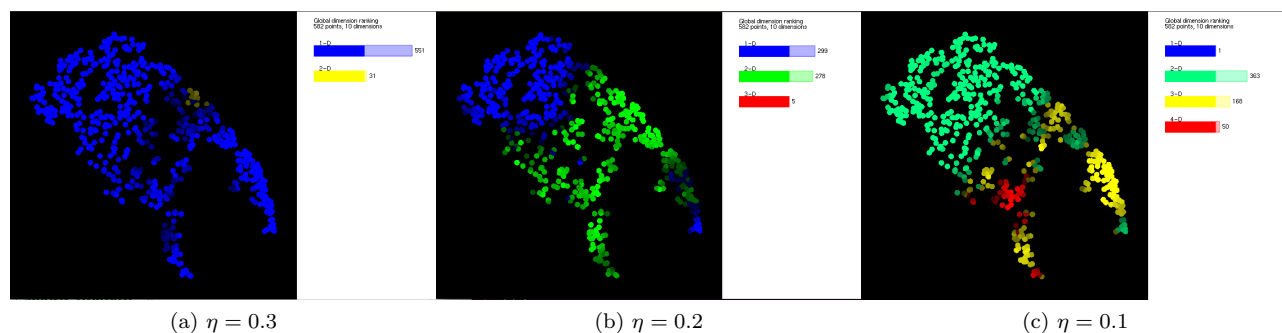 Global dimension ranking
582 points, 10 dimensions
1-D
551
2-D
31
Global dimension ranking
582 points, 10 dimensions
1-D
299
2-D
278
3-D
5
Global dimension ranking
582 points, 10 dimensions
1-D
1
2-D
363
3-D
168
4-D
50
(a) η = 0.3
(b) η = 0.2
(c) η = 0.1